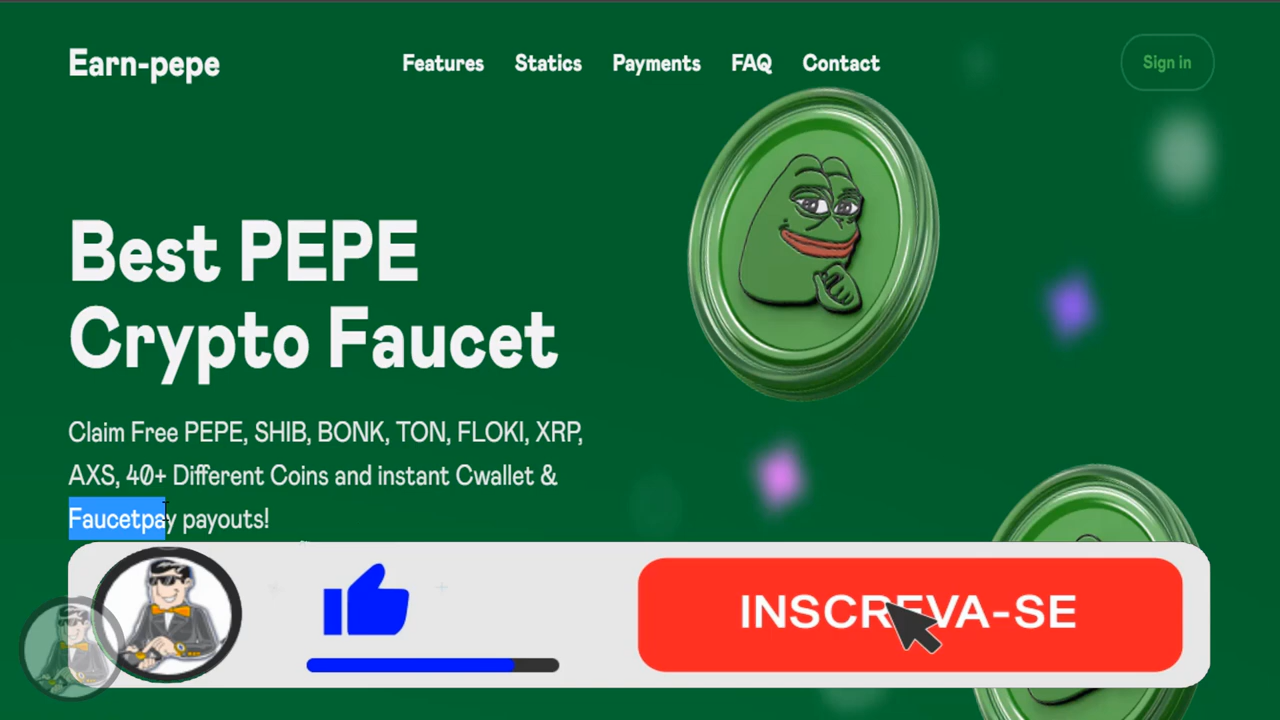 Earn-pepe
Features Statics Payments FAQ Contact
Sign in
Best PEPE
Crypto Faucet
Claim Free PEPE, SHIB, BONK, TON, FLOKI, XRP,
AXS, 40+ Different Coins and instant Cwallet &
Faucetpay payouts!
INSCREVA-SE